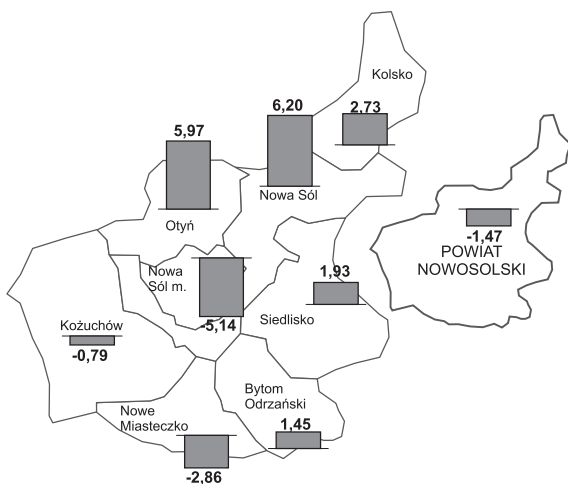 Kolsko
2,73
6,20
Nowa Sól
5,97
Otyń
Nowa
Sól m.
-5,14
1,93
Siedlisko
Kożuchów
-0,79
Nowe
Miasteczko
-2,86
Bytom
Odrzański
1,45
-1,47
POWIAT
NOWOSOLSKI